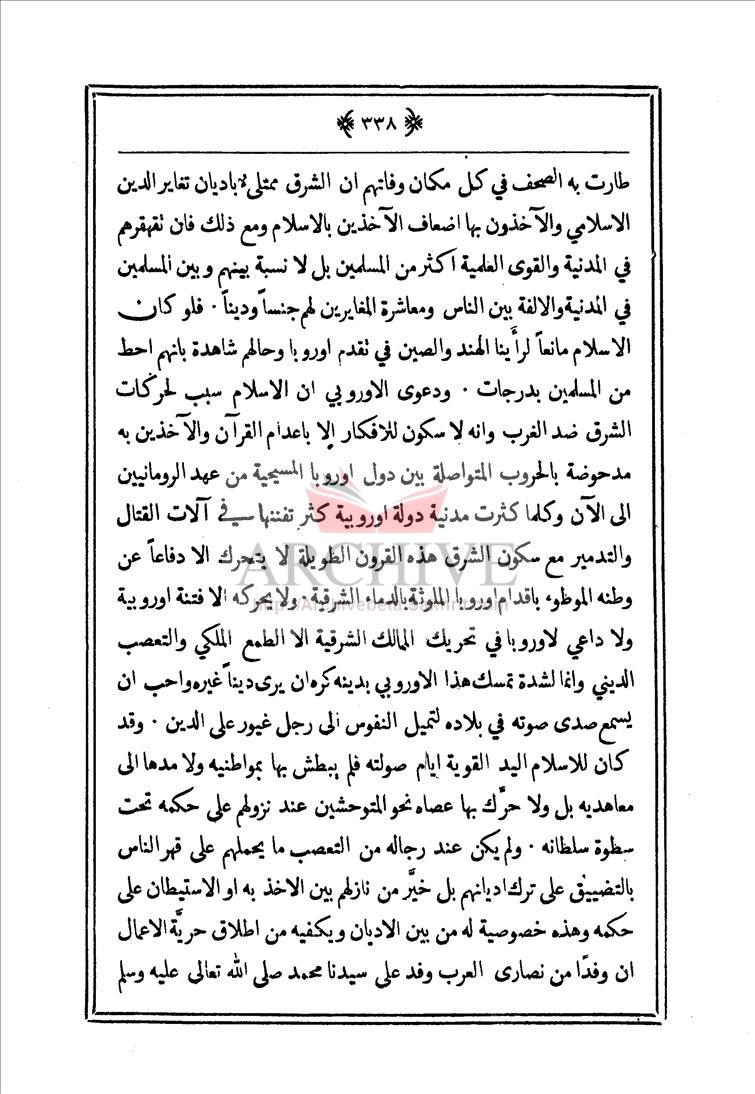 ﴿ ٣٣٨ ﴾
طارت به الصحف في كل مكان وفاتهم ان الشرق ممتلئ لا باديان تغاير الدين
الاسلامي والآخذون بها اضعاف الآخذين بالاسلام ومع ذلك فان تقهقرهم
في المدنية والقوى العلمية اكثر من المسلمين بل لا نسبة بينهم وبين المسلمين
في المدنية والالفة بين الناس ومعاشرة المغايرين لهم جنساً وديناً · فلو كان
الاسلام مانعاً لرأينا الهند والصين في تقدم اوروبا وحالهم شاهدة بانهم احط
من المسلمين بدرجات · ودعوى الاوروبي ان الاسلام سبب لحركات
الشرق ضد الغرب وانه لا سكون للافكار إلا باعدام القرآن والآخذين به
مدحوضة بالحروب المتواصلة بين دول اوروبا المسيحية من عهد الرومانيين
الى الآن وكلما كثرت مدنية دولة اوروبية كثر تفننها في آلات القتال
والتدمير مع سكون الشرق هذه القرون الطويلة لا يتحرك الا دفاعاً عن
ARCHIVE
وطنه الموطوء باقدام اوروبا الملوثة بالدماء الشرقية · ولا يحركه الا فتنة اوروبية
ولا داعي لاوروبا في تحريك الممالك الشرقية الا الطمع الملكي والتعصب
الديني وانما لشدة تمسك هذا الاوروبي بدينه كره ان يرى ديناً غيره واحب ان
يسمع صدى صوته في بلاده لتميل النفوس الى رجل غيور على الدين · وقد
كان للاسلام اليد القوية ايام صولته فلم يبطش بها بمواطنيه ولا مدها الى
معاهديه بل ولا حرَّك بها عصاه نحو المتوحشين عند نزولهم على حكمه تحت
سطوة سلطانه · ولم يكن عند رجاله من التعصب ما يحملهم على قهر الناس
بالتضييق على ترك اديانهم بل خيَّر من نازلهم بين الاخذ به او الاستيطان على
حكمه وهذه خصوصية له من بين الاديان ويكفيه من اطلاق حريَّة الاعمال
ان وفدًا من نصارى العرب وفد على سيدنا محمد صلى الله تعالى عليه وسلم